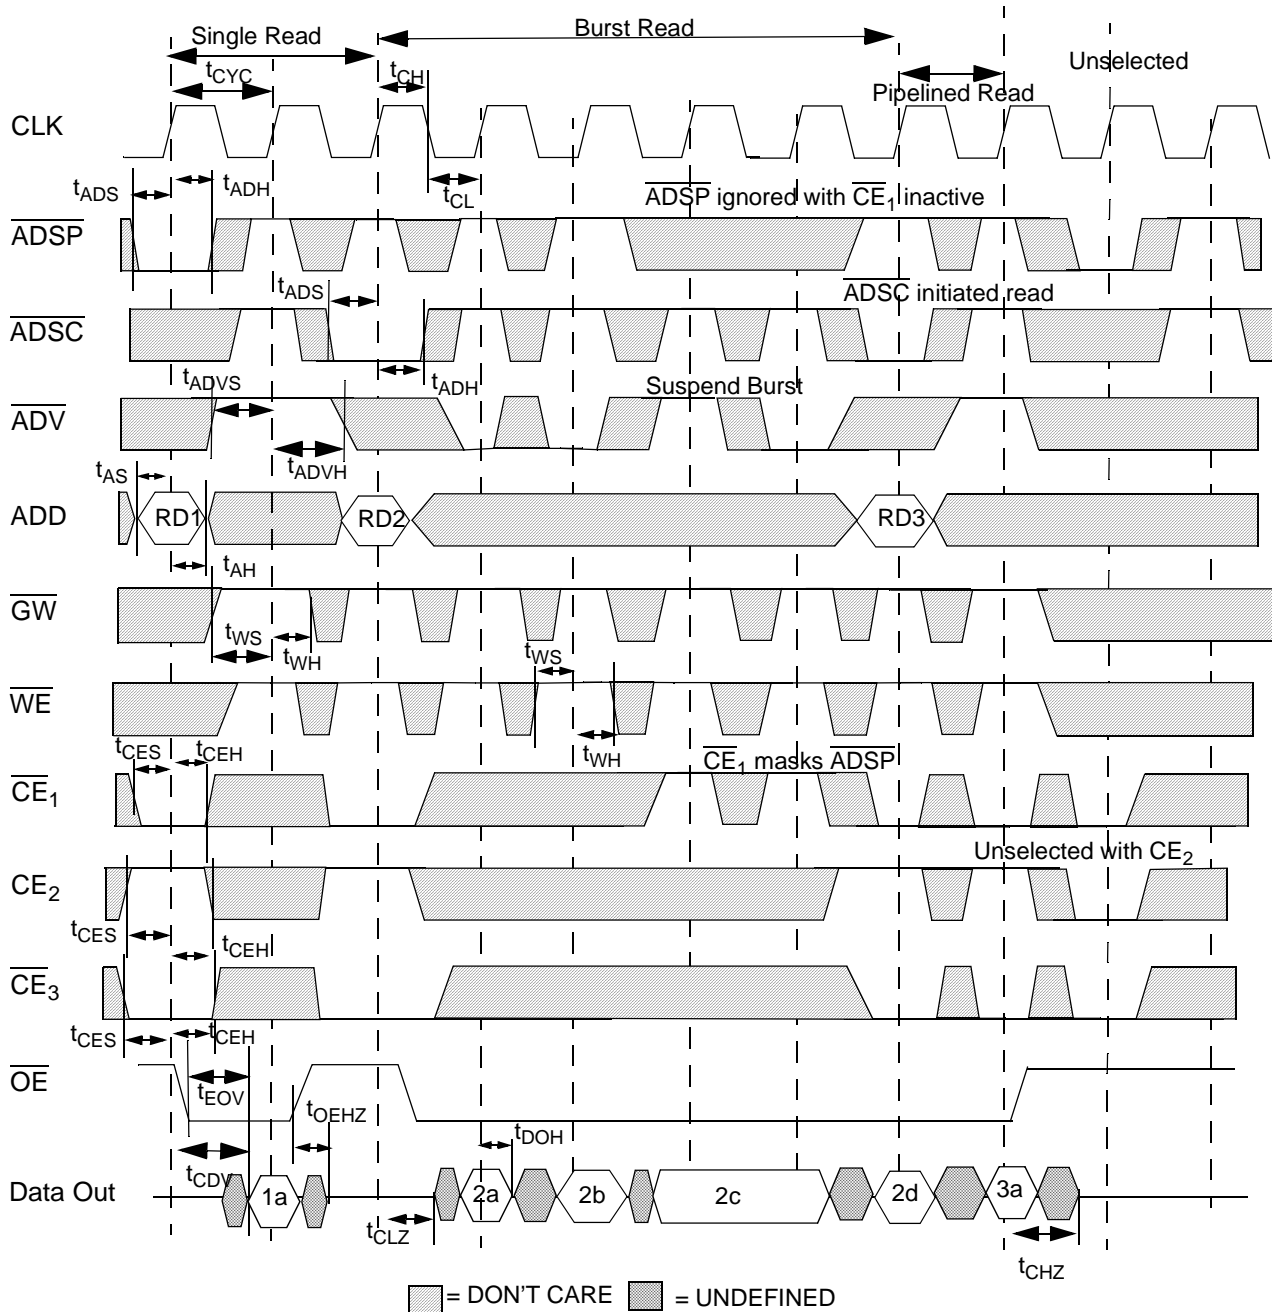 Single Read
Burst Read
Unselected
tCYC
tCH
Pipelined Read
CLK
tADS
tADH
tCL
ADSP ignored with CE1 inactive
ADSP
tADS
ADSC initiated read
ADSC
tADVS
tADH
Suspend Burst
ADV
tADVH
tAS
ADD
RD1
RD2
RD3
tAH
GW
tWS
tWH
tWS
WE
tWH
tCES
tCEH
CE1 masks ADSP
CE1
Unselected with CE2
CE2
tCES
tCEH
CE3
tCES
tCEH
OE
tEOV
tOEHZ
tDOH
tCDV
Data Out
1a
2a
2b
2c
2d
3a
tCLZ
tCHZ
= DON'T CARE
= UNDEFINED